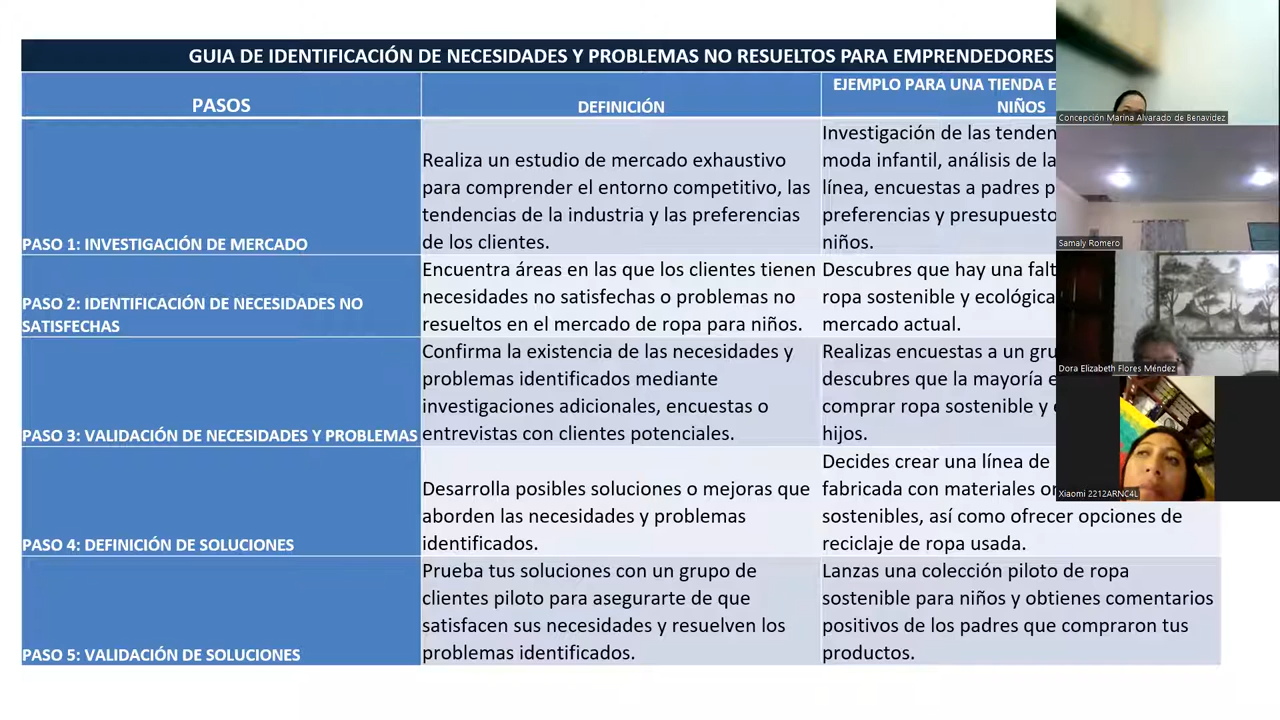 GUIA DE IDENTIFICACIÓN DE NECESIDADES Y PROBLEMAS NO RESUELTOS PARA EMPRENDEDORES
PASOS
DEFINICIÓN
EJEMPLO PARA UNA TIENDA
NIÑOS
PASO 1: INVESTIGACIÓN DE MERCADO
Realiza un estudio de mercado exhaustivo
para comprender el entorno competitivo, las
tendencias de la industria y las preferencias
de los clientes.
Investigación de las
moda infantil, análisis de
línea, encuestas a padres
preferencias y presupuesto
niños.
PASO 2: IDENTIFICACIÓN DE NECESIDADES NO
SATISFECHAS
Encuentra áreas en las que los clientes tienen
necesidades no satisfechas o problemas no
resueltos en el mercado de ropa para niños.
Descubres que hay una
ropa sostenible y ecológica
mercado actual.
PASO 3: VALIDACIÓN DE NECESIDADES Y PROBLEMAS
Confirma la existencia de las necesidades y
problemas identificados mediante
investigaciones adicionales, encuestas o
entrevistas con clientes potenciales.
Realizas encuestas a un
descubres que la mayoría
comprar ropa sostenible y
hijos.
PASO 4: DEFINICIÓN DE SOLUCIONES
Desarrolla posibles soluciones o mejoras que
aborden las necesidades y problemas
identificados.
Decides crear una línea de
fabricada con materiales
sostenibles, así como ofrecer opciones de
reciclaje de ropa usada.
PASO 5: VALIDACIÓN DE SOLUCIONES
Prueba tus soluciones con un grupo de
clientes piloto para asegurarte de que
satisfacen sus necesidades y resuelven los
problemas identificados.
Lanzas una colección piloto de ropa
sostenible para niños y obtienes comentarios
positivos de los padres que compraron tus
productos.
Concepción Marina Alvarado de Benavidez
Samaly Romero
Dora Elizabeth Flores Méndez
Xiaomi 2212ARNC4L